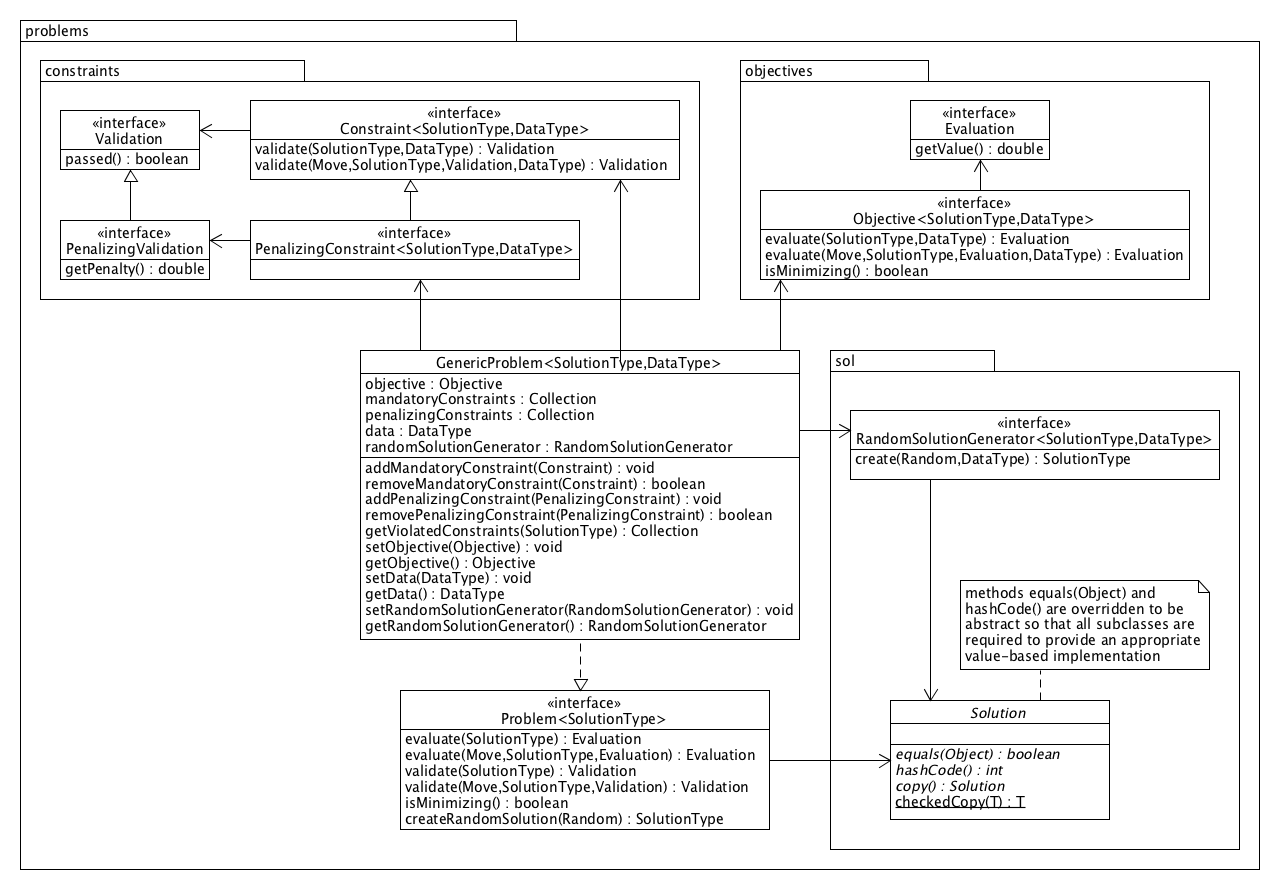 problems
constraints
«interface»
Validation
passed() : boolean
«interface»
Constraint<SolutionType,DataType>
validate(SolutionType,DataType) : Validation
validate(Move,SolutionType,Validation,DataType) : Validation
«interface»
PenalizingValidation
getPenalty() : double
«interface»
PenalizingConstraint<SolutionType,DataType>
objectives
«interface»
Evaluation
getValue() : double
«interface»
Objective<SolutionType,DataType>
evaluate(SolutionType,DataType) : Evaluation
evaluate(Move,SolutionType,Evaluation,DataType) : Evaluation
isMinimizing() : boolean
GenericProblem<SolutionType,DataType>
objective : Objective
mandatoryConstraints : Collection
penalizingConstraints : Collection
data : DataType
randomSolutionGenerator : RandomSolutionGenerator
addMandatoryConstraint(Constraint) : void
removeMandatoryConstraint(Constraint) : boolean
addPenalizingConstraint(PenalizingConstraint) : void
removePenalizingConstraint(PenalizingConstraint) : boolean
getViolatedConstraints(SolutionType) : Collection
setObjective(Objective) : void
getObjective() : Objective
setData(DataType) : void
getData() : DataType
setRandomSolutionGenerator(RandomSolutionGenerator) : void
getRandomSolutionGenerator() : RandomSolutionGenerator
sol
«interface»
RandomSolutionGenerator<SolutionType,DataType>
create(Random,DataType) : SolutionType
methods equals(Object) and
hashCode() are overridden to be
abstract so that all subclasses are
required to provide an appropriate
value-based implementation
«interface»
Problem<SolutionType>
evaluate(SolutionType) : Evaluation
evaluate(Move,SolutionType,Evaluation) : Evaluation
validate(SolutionType) : Validation
validate(Move,SolutionType,Validation) : Validation
isMinimizing() : boolean
createRandomSolution(Random) : SolutionType
Solution
equals(Object) : boolean
hashCode() : int
copy() : Solution
checkedCopy(T) : T